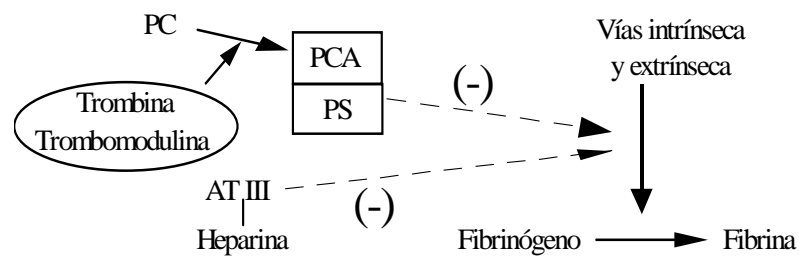 PC
PCA
PS
Trombina
Trombomodulina
(-)
Vías intrínseca
y extrínseca
AT III
Heparina
(-)
Fibrinógeno
Fibrina